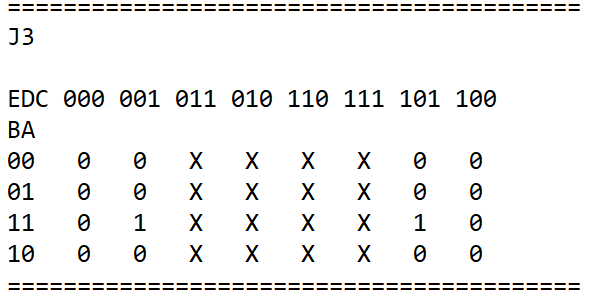 =========================================
J3
EDC 000 001 011 010 110 111 101 100
BA
00 0 0 X X X X 0 0
01 0 0 X X X X 0 0
11 0 1 X X X X 1 0
10 0 0 X X X X 0 0
=========================================